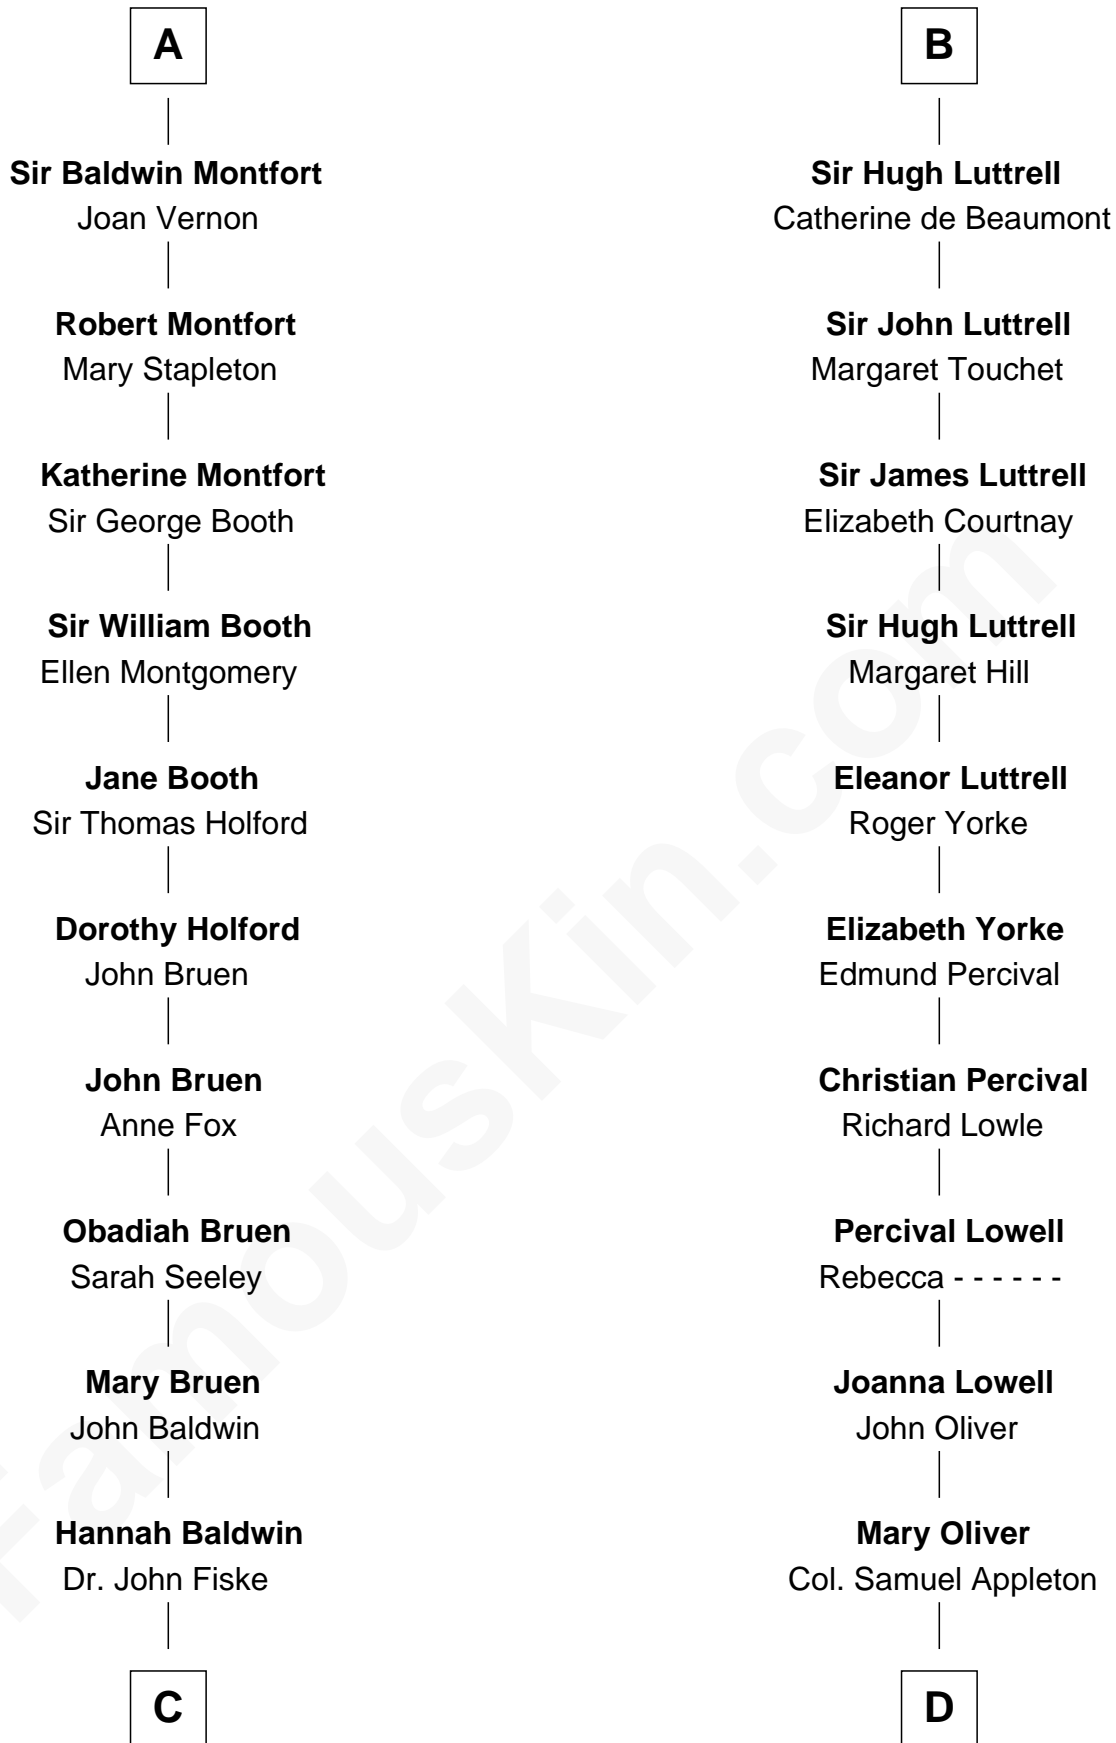 A
Sir Baldwin Montfort
Joan Vernon
Robert Montfort
Mary Stapleton
Katherine Montfort
Sir George Booth
Sir William Booth
Ellen Montgomery
Jane Booth
Sir Thomas Holford
Dorothy Holford
John Bruen
John Bruen
Anne Fox
Obadiah Bruen
Sarah Seeley
Mary Bruen
John Baldwin
Hannah Baldwin
Dr. John Fiske
C
B
Sir Hugh Luttrell
Catherine de Beaumont
Sir John Luttrell
Margaret Touchet
Sir James Luttrell
Elizabeth Courtnay
Sir Hugh Luttrell
Margaret Hill
Eleanor Luttrell
Roger Yorke
Elizabeth Yorke
Edmund Percival
Christian Percival
Richard Lowle
Percival Lowell
Rebecca - - - - - -
Joanna Lowell
John Oliver
Mary Oliver
Col. Samuel Appleton
D
FamousKin.com